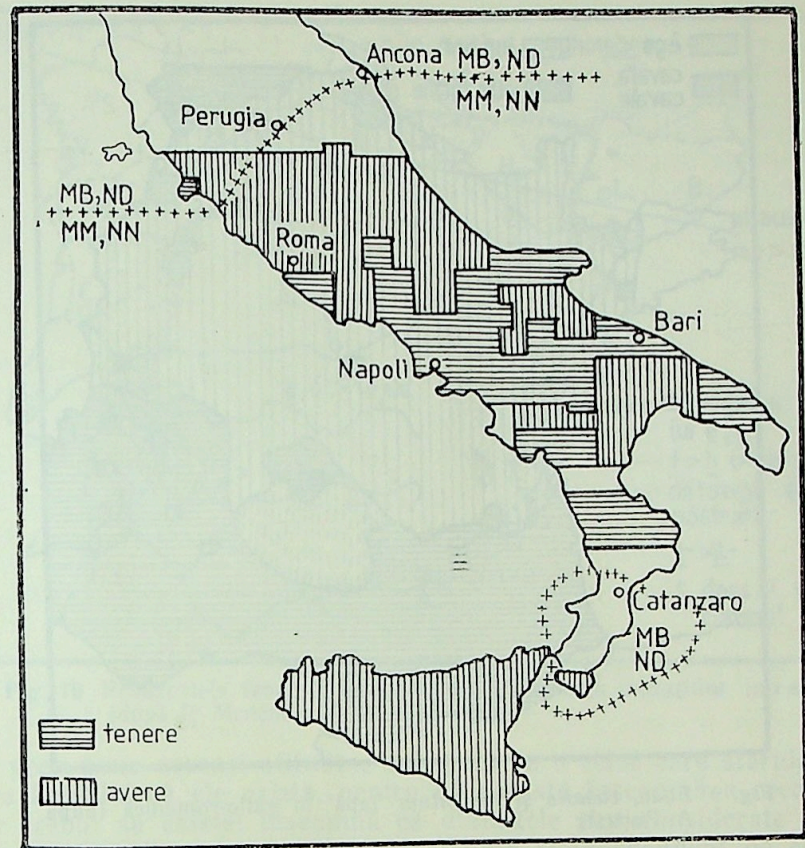 Ancona MB, ND
MM, NN
Perugia
MB, ND
MM, NN
Roma
Bari
Napoli
Catanzaro
MB
ND
tenere
avere